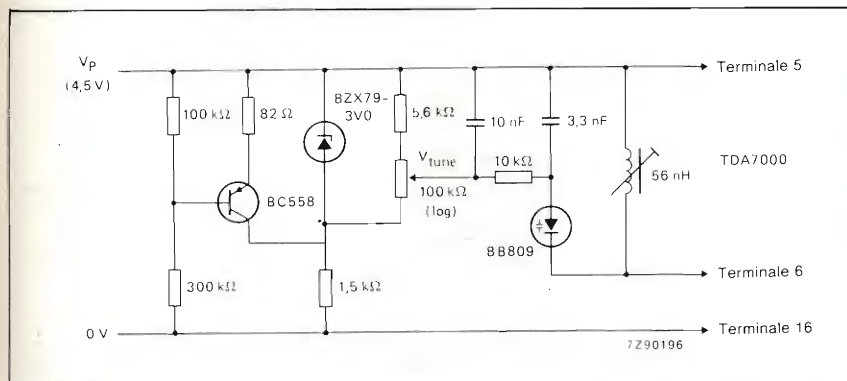 Vp
(4,5V)
100 kΩ
82 Ω
BZX79-
3V0
5,6 kΩ
10 nF
3,3 nF
Terminale 5
Vtune
10 kΩ
TDA7000
56 nH
BC558
100 kΩ
(log)
BB809
Terminale 6
300 kΩ
1,5 kΩ
0 V
Terminale 16
7Z90196